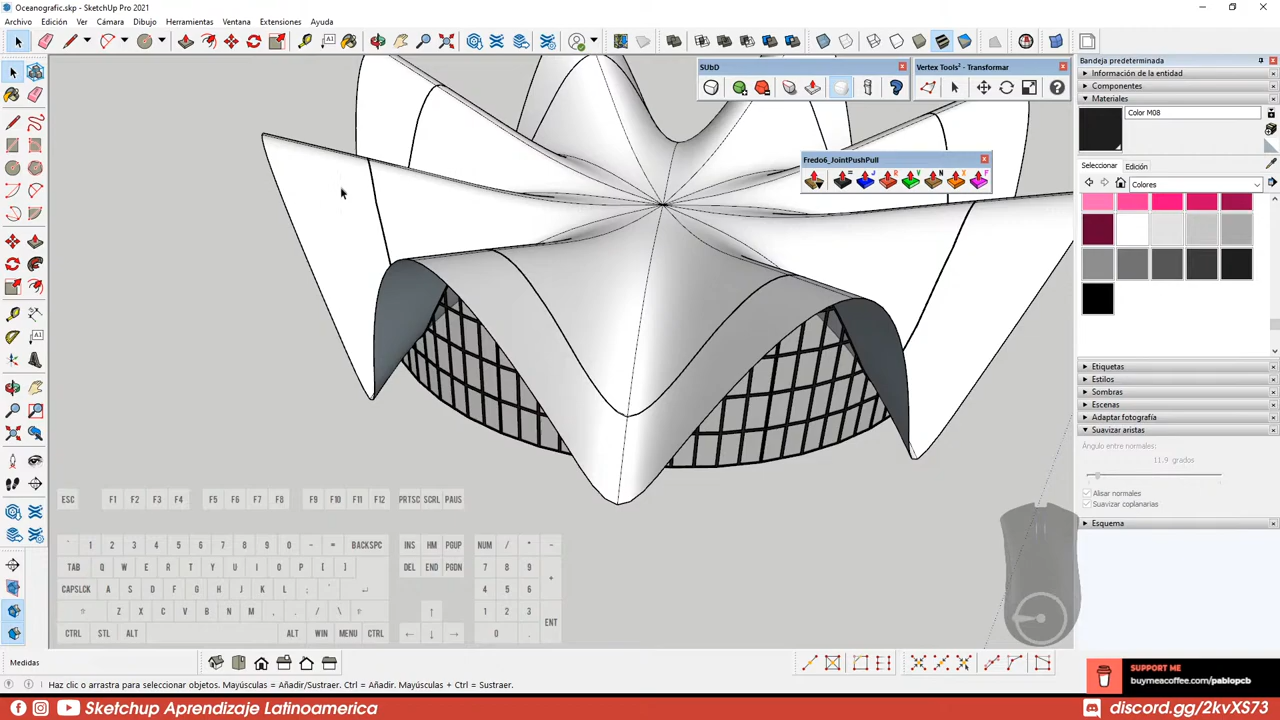 Oceanografic.skp - SketchUp Pro 2021
Archivo Edición Ver Cámara Dibujo Herramientas Ventana Extensiones Ayuda
SUbD
Vertex Tools² - Transformar
Fredo6_JointPushPull
Bandeja predeterminada
Información de la entidad
Componentes
Materiales
Color M08
Seleccionar Edición
Colores
Etiquetas
Estilos
Sombras
Escenas
Adaptar fotografía
Suavizar aristas
Ángulo entre normales:
11.9 grados
Alisar normales
Suavizar coplanarias
Esquema
ESC F1 F2 F3 F4 F5 F6 F7 F8 F9 F10 F11 F12 PRTSC SCRL PAUS
` 1 2 3 4 5 6 7 8 9 0 - = BACKSPC INS HM PGUP NUM / * -
TAB Q W E R T Y U I O P [ ] DEL END PGDN 7 8 9 +
CAPSLCK A S D F G H J K L ; ' 4 5 6
Z X C V B N M , . / \ 1 2 3 ENT
CTRL STL ALT ALT WIN MENU CTRL 0 .
Medidas
Haz clic o arrastra para seleccionar objetos. Mayúsculas = Añadir/Sustraer. Ctrl = Añadir. Mayúsculas + Ctrl = Sustraer.
SUPPORT ME
buymeacoffee.com/pablopcb
Sketchup Aprendizaje Latinoamerica
discord.gg/2kvXS73